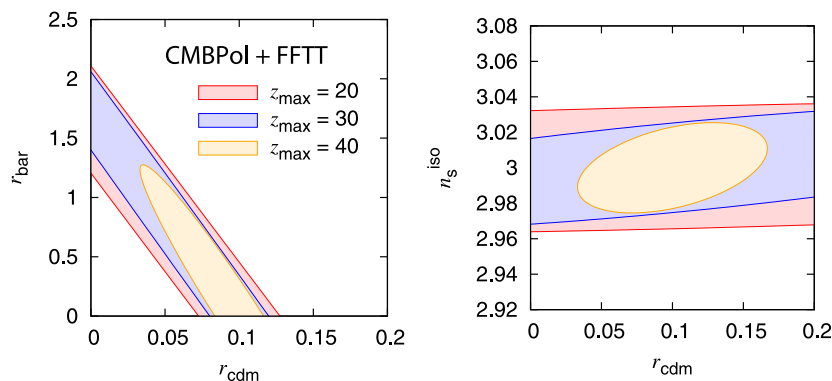 CMBPol + FFTT
z_max = 20
z_max = 30
z_max = 40
2.5
2
1.5
1
0.5
0
r_bar
0 0.05 0.1 0.15 0.2
r_cdm
3.08
3.06
3.04
3.02
3
2.98
2.96
2.94
2.92
n_s^iso
0 0.05 0.1 0.15 0.2
r_cdm